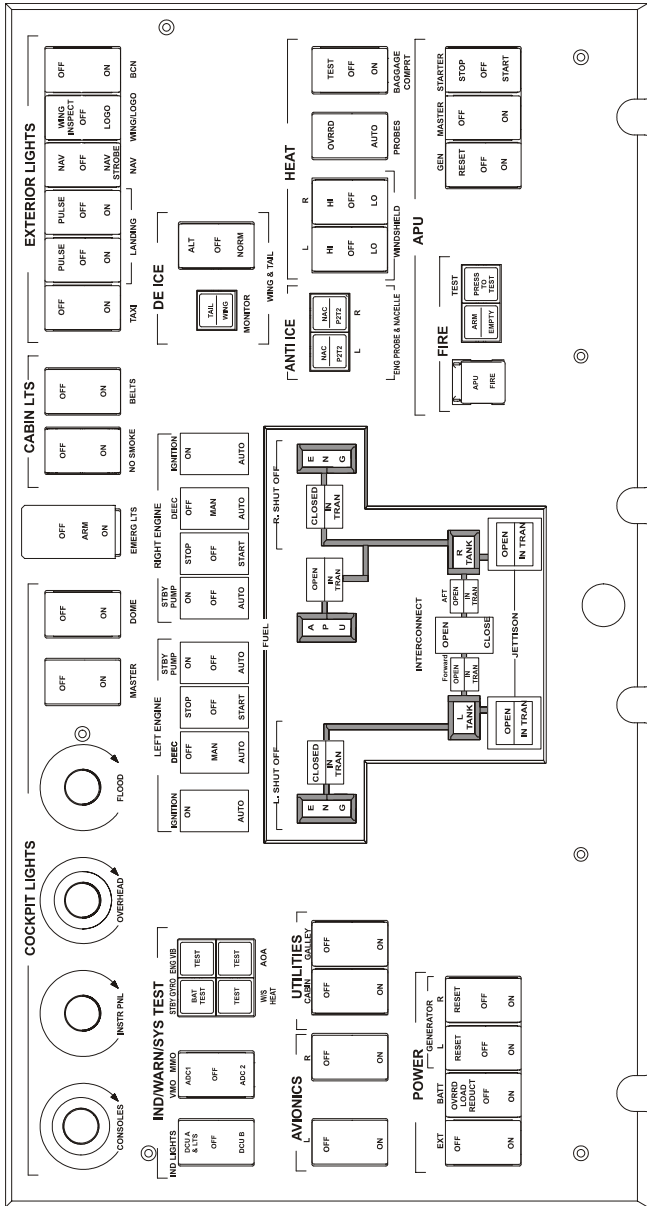 COCKPIT LIGHTS
CONSOLES
INSTR PNL
OVERHEAD
FLOOD
OFF
ON
MASTER
OFF
ON
DOME
OFF
ARM
ON
EMERG LTS
CABIN LTS
OFF
ON
NO SMOKE
OFF
ON
BELTS
EXTERIOR LIGHTS
OFF
ON
TAXI
PULSE
OFF
ON
PULSE
OFF
ON
LANDING
NAV
OFF
NAV
STROBE
NAV
WING
INSPECT
OFF
LOGO
WING/LOGO
OFF
ON
BCN
IND/WARN/SYS TEST
IND LIGHTS
DCU A
& LTS
OFF
DCU B
VMO MMO
ADC1
OFF
ADC 2
STBY GYRO
BAT
TEST
ENG VIB
TEST
TEST
W/S
HEAT
TEST
AOA
LEFT ENGINE
IGNITION
ON
AUTO
DEEC
OFF
MAN
AUTO
STOP
OFF
START
STBY
PUMP
ON
OFF
AUTO
RIGHT ENGINE
STBY
PUMP
ON
OFF
AUTO
STOP
OFF
START
DEEC
OFF
MAN
AUTO
IGNITION
ON
AUTO
DE ICE
TAIL
WING
MONITOR
ALT
OFF
NORM
WING & TAIL
AVIONICS
L
OFF
ON
R
OFF
ON
UTILITIES
CABIN
OFF
ON
GALLEY
OFF
ON
FUEL
L. SHUT OFF
E N G
CLOSED
IN
TRAN
A P U
OPEN
IN
TRAN
R. SHUT OFF
CLOSED
IN
TRAN
E N G
INTERCONNECT
L
TANK
Forward
OPEN
IN
TRAN
OPEN
CLOSE
AFT
OPEN
IN
TRAN
R
TANK
OPEN
IN TRAN
JETTISON
OPEN
IN TRAN
ANTI ICE
NAC
P2T2
L
NAC
P2T2
R
ENG PROBE & NACELLE
HEAT
L
HI
OFF
LO
R
HI
OFF
LO
WINDSHIELD
OVRRD
AUTO
PROBES
TEST
OFF
ON
BAGGAGE
COMPRT
POWER
EXT
OFF
ON
BATT
OVRRD
LOAD
REDUCT
OFF
ON
GENERATOR
L
RESET
OFF
ON
R
RESET
OFF
ON
APU
FIRE
APU
FIRE
ARM
EMPTY
TEST
PRESS
TO
TEST
GEN
RESET
OFF
ON
MASTER
OFF
ON
STARTER
STOP
OFF
START